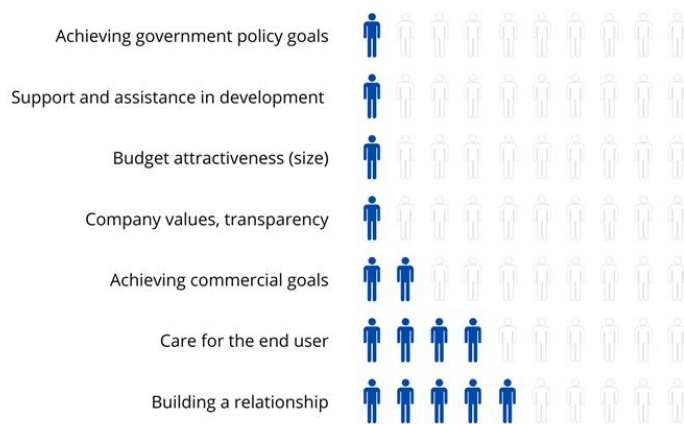 Achieving government policy goals
Support and assistance in development
Budget attractiveness (size)
Company values, transparency
Achieving commercial goals
Care for the end user
Building a relationship